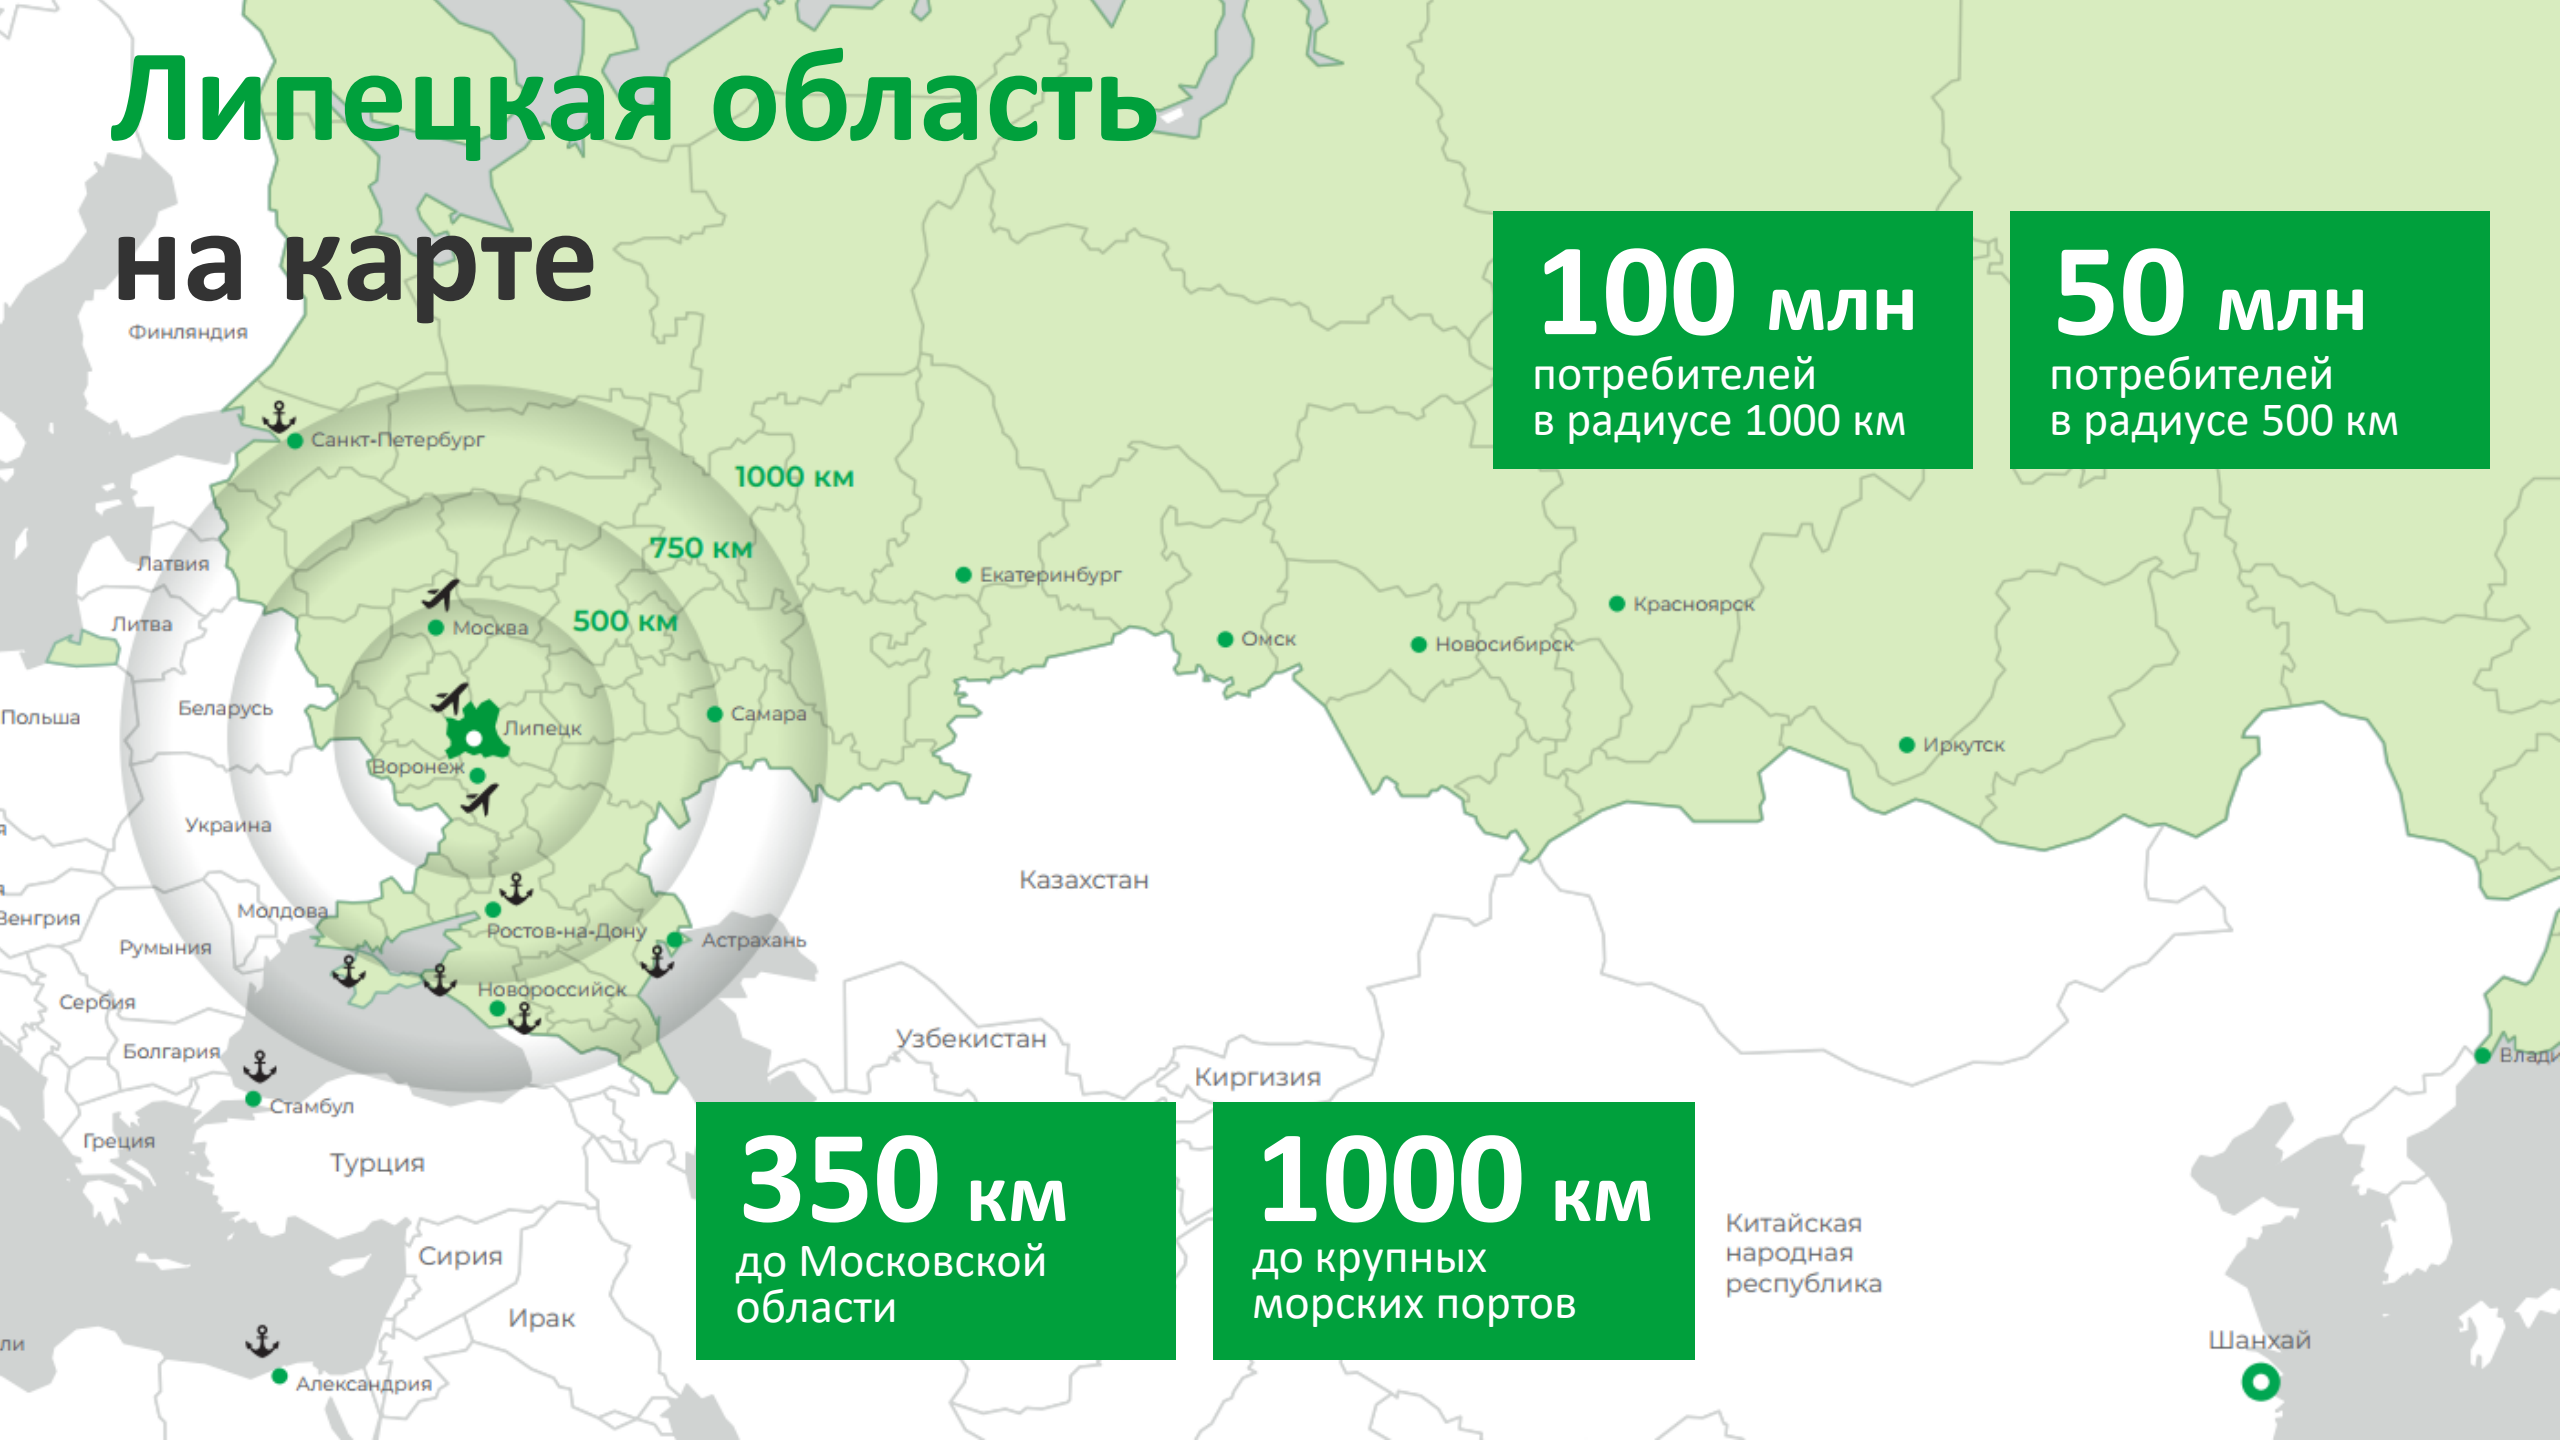 Липецкая область
на карте
100 млн
потребителей
в радиусе 1000 км
50 млн
потребителей
в радиусе 500 км
Финляндия
Санкт-Петербург
1000 км
750 км
500 км
Латвия
Литва
Москва
Екатеринбург
Красноярск
Омск
Новосибирск
Польша
Беларусь
Липецк
Самара
Иркутск
Воронеж
Украина
Казахстан
Молдова
Венгрия
Румыния
Ростов-на-Дону
Астрахань
Новороссийск
Сербия
Узбекистан
Болгария
Киргизия
Влади
Стамбул
Греция
Турция
350 км
до Московской
области
1000 км
до крупных
морских портов
Китайская
народная
республика
Сирия
Ирак
ли
Шанхай
Александрия